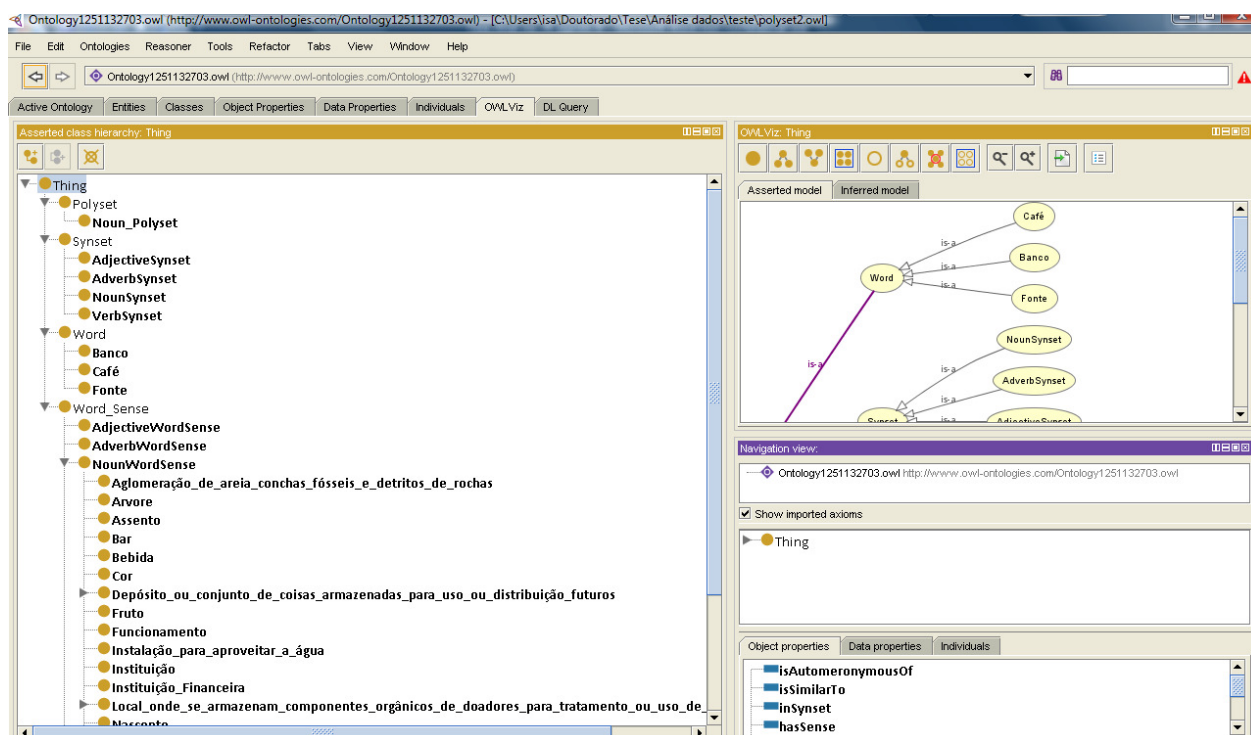 Ontology1251132703.owl (http://www.owl-ontologies.com/Ontology1251132703.owl) - [C:\Users\isa\Doutorado\Tese\Análise dados\teste\polyset2.owl]
File Edit Ontologies Reasoner Tools Refactor Tabs View Window Help
Ontology1251132703.owl (http://www.owl-ontologies.com/Ontology1251132703.owl)
Active Ontology Entities Classes Object Properties Data Properties Individuals OWLViz DL Query
Asserted class hierarchy: Thing
Thing
Polyset
Noun_Polyset
Synset
AdjectiveSynset
AdverbSynset
NounSynset
VerbSynset
Word
Banco
Café
Fonte
Word_Sense
AdjectiveWordSense
AdverbWordSense
NounWordSense
Aglomeração_de_areia_conchas_fósseis_e_detritos_de_rochas
Arvore
Assento
Bar
Bebida
Cor
Depósito_ou_conjunto_de_coisas_armazenadas_para_uso_ou_distribuição_futuros
Fruto
Funcionamento
Instalação_para_aproveitar_a_água
Instituição
Instituição_Financeira
Local_onde_se_armazenam_componentes_orgânicos_de_doadores_para_tratamento_ou_uso_de_
OWLViz: Thing
Asserted model Inferred model
Café
is-a
Banco
Word
is-a
is-a
Fonte
NounSynset
is-a
is-a
AdverbSynset
is-a
Synset
is-a
AdjectiveSynset
Navigation view:
Ontology1251132703.owl http://www.owl-ontologies.com/Ontology1251132703.owl
Show imported axioms
Thing
Object properties Data properties Individuals
isAutomeronymousOf
isSimilarTo
inSynset
hasSense